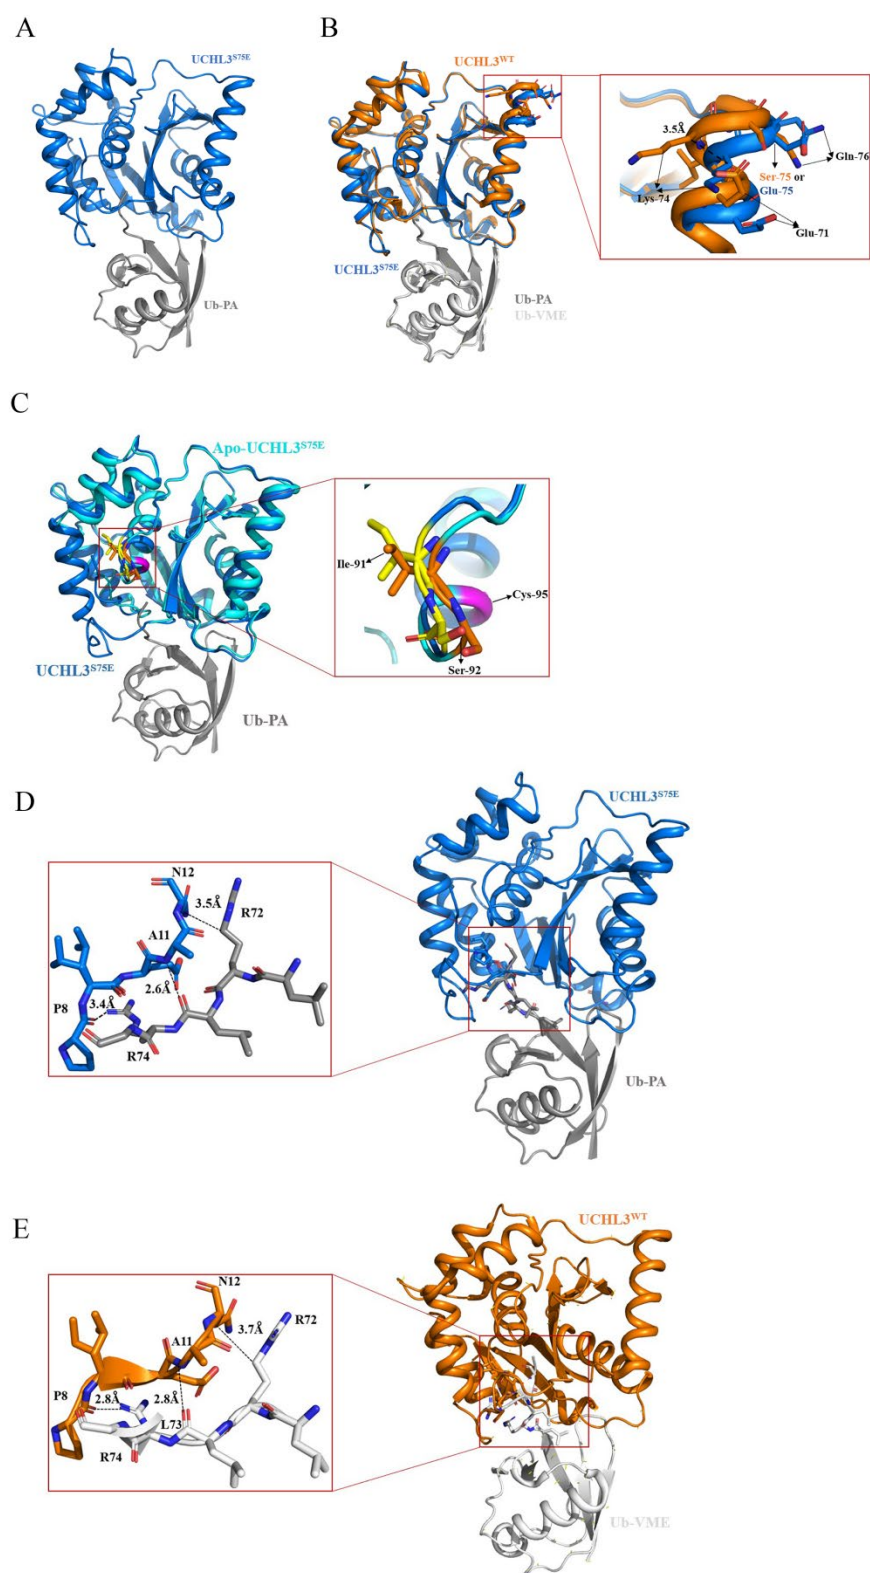 A
UCHL3S75E
Ub-PA
B
UCHL3WT
UCHL3S75E
Ub-PA
Ub-VME
3.5Å
Gln-76
Ser-75 or
Glu-75
Lys-74
Glu-71
C
Apo-UCHL3S75E
UCHL3S75E
Ub-PA
Ile-91
Cys-95
Ser-92
D
UCHL3S75E
N12
3.5Å
R72
A11
P8
3.4Å
2.6Å
R74
Ub-PA
E
UCHL3WT
N12
3.7Å
R72
A11
P8
2.8Å
2.8Å
L73
R74
Ub-VME